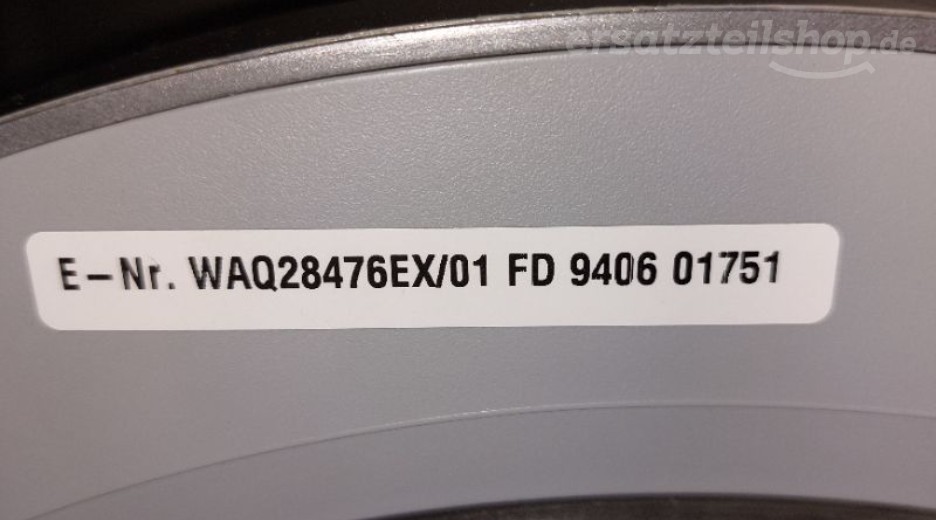 ersatzteilshop.de
E-Nr. WAQ28476EX/01 FD 9406 01751